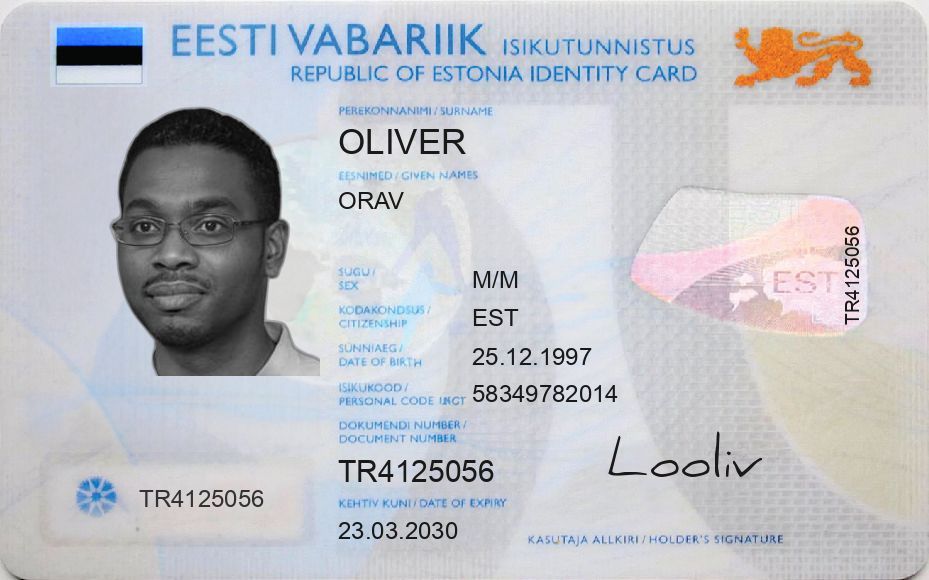 EESTI VABARIIK ISIKUTUNNISTUS
REPUBLIC OF ESTONIA IDENTITY CARD
PEREKONNANIMI / SURNAME
OLIVER
EESNIMED / GIVEN NAMES
ORAV
SUGU /
SEX
M/M
KODAKONDSUS /
CITIZENSHIP
EST
SÜNNIAEG /
DATE OF BIRTH
25.12.1997
ISIKUKOOD /
PERSONAL CODE
58349782014
DOKUMENDI NUMBER /
DOCUMENT NUMBER
TR4125056
KEHTIV KUNI / DATE OF EXPIRY
23.03.2030
TR4125056
EST
TR4125056
Looliv
KASUTAJA ALLKIRI / HOLDER'S SIGNATURE